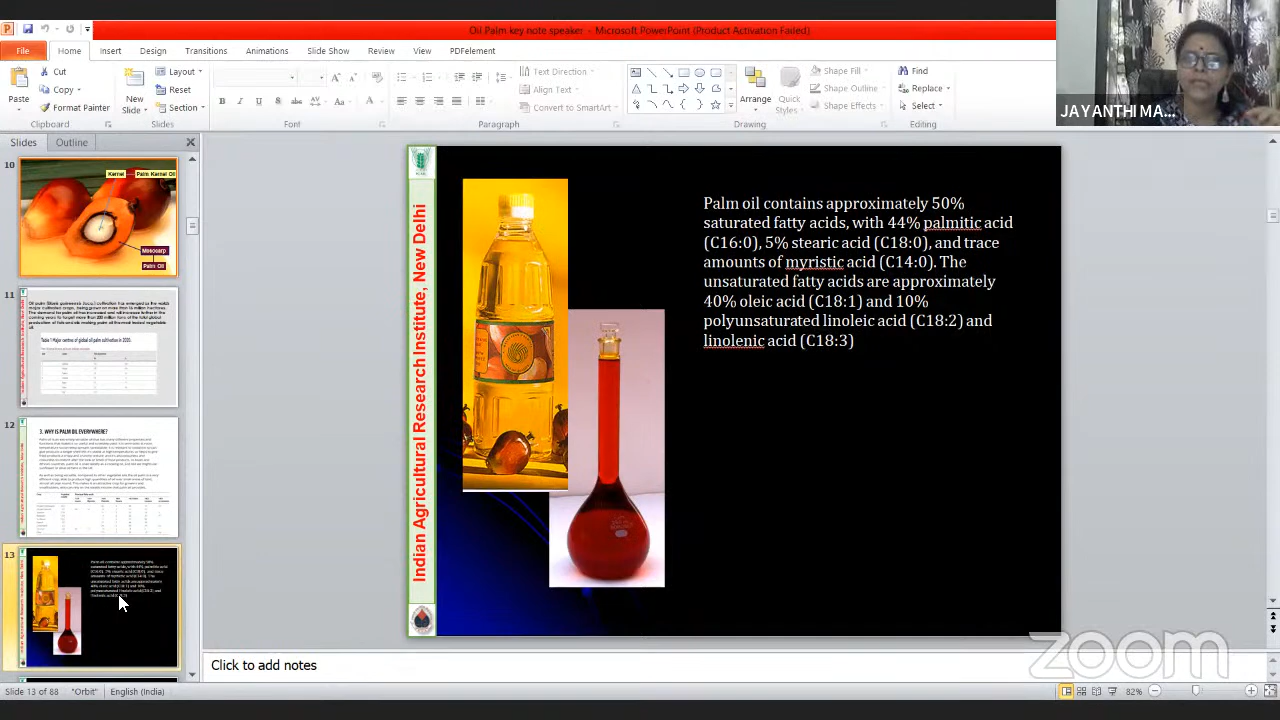 Oil Palm key note speaker - Microsoft PowerPoint (Product Activation Failed)
File Home Insert Design Transitions Animations Slide Show Review View PDFelement
Paste
Cut
Copy
Format Painter
Clipboard
New Slide
Layout
Reset
Section
Slides
Font
Text Direction
Align Text
Convert to SmartArt
Paragraph
Arrange
Quick Styles
Shape Fill
Shape Outline
Shape Effects
Drawing
Find
Replace
Select
Editing
JAYANTHI MA...
Slides Outline
10
Kernel Palm Kernel Oil
Mesocarp
Palm Oil
11
12
3. WHY IS PALM OIL EVERYWHERE?
13
Indian Agricultural Research Institute, New Delhi
Palm oil contains approximately 50%
saturated fatty acids, with 44% palmitic acid
(C16:0), 5% stearic acid (C18:0), and trace
amounts of myristic acid (C14:0). The
unsaturated fatty acids are approximately
40% oleic acid (C18:1) and 10%
polyunsaturated linoleic acid (C18:2) and
linolenic acid (C18:3)
zoom
Click to add notes
Slide 13 of 88 "Orbit" English (India) 82%